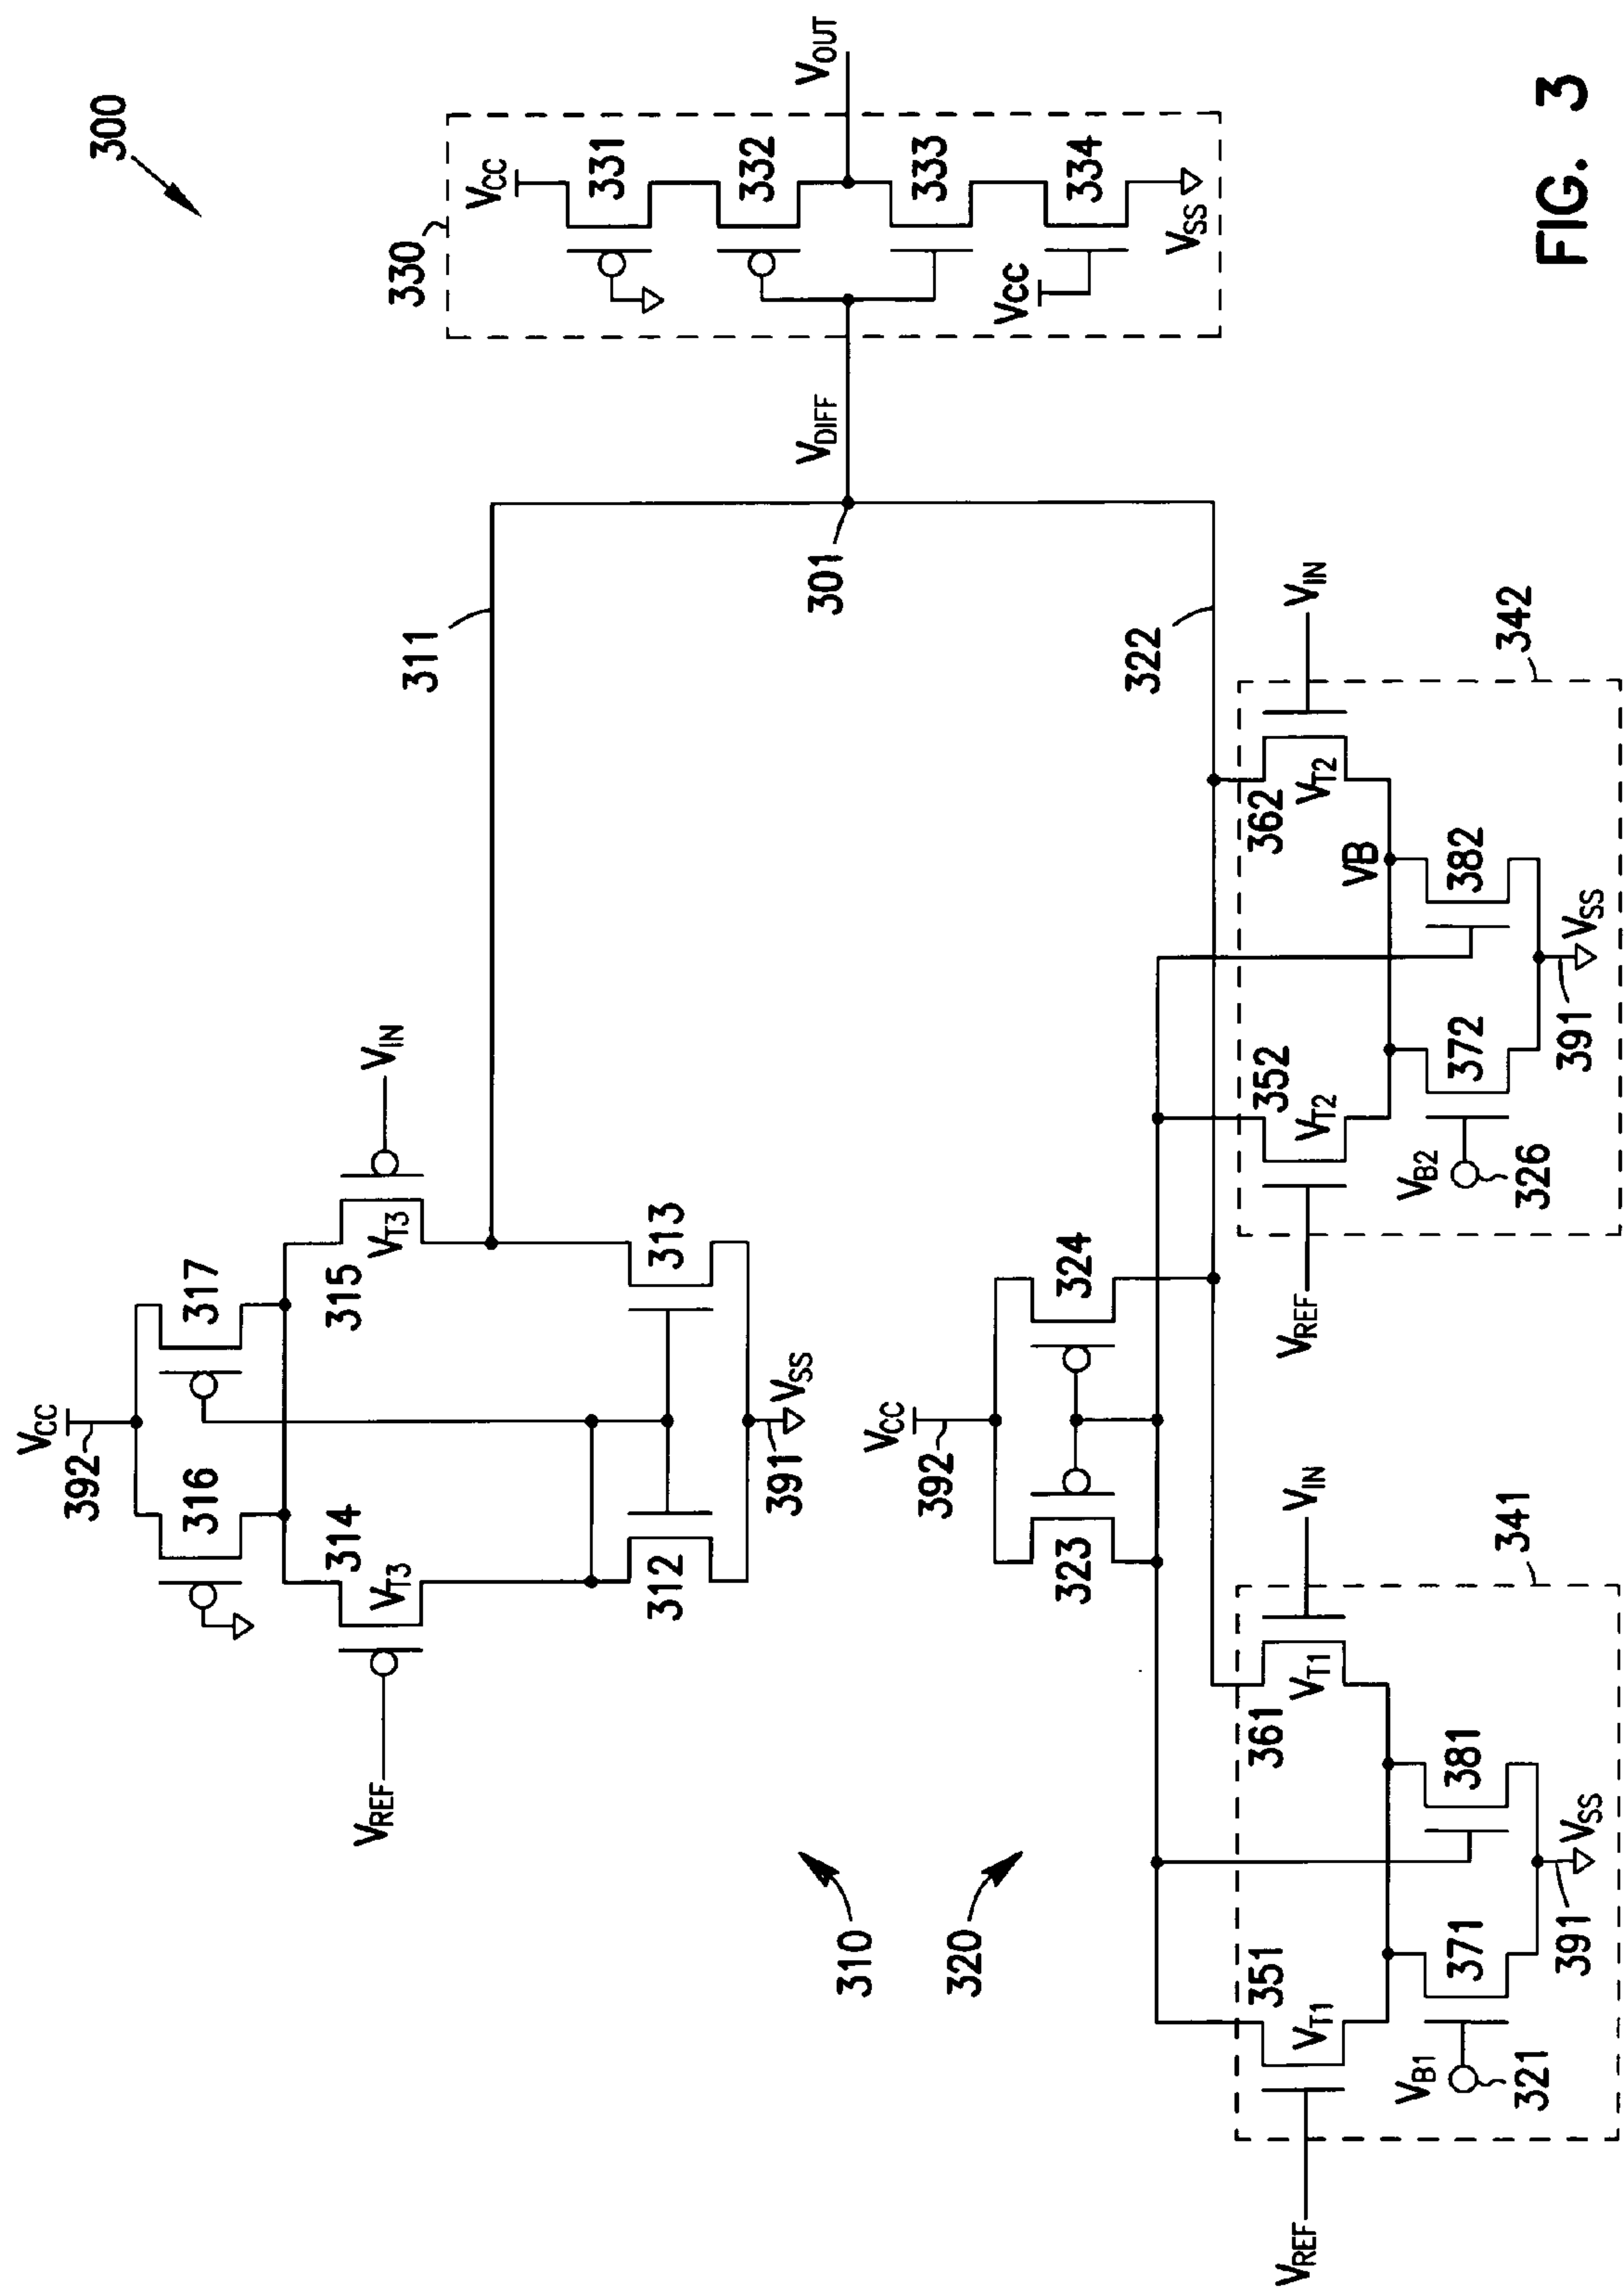 300
330
VCC
331
332
333
334
VCC
VSS
VOUT
VDIFF
301
311
322
310
VCC
392
316
317
314
VT3
315
VT3
VREF
VIN
312
313
391
VSS
320
VCC
392
323
324
341
VREF
351
VT1
361
VT1
VIN
VB1
321
371
381
391
VSS
342
VREF
352
VT2
362
VT2
VIN
VB
VB2
326
372
382
391
VSS
FIG. 3